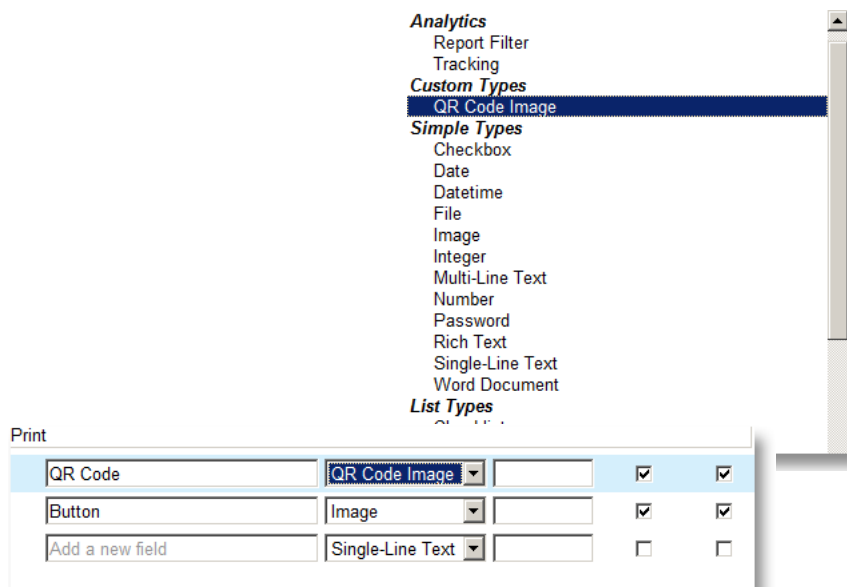 Analytics
Report Filter
Tracking
Custom Types
QR Code Image
Simple Types
Checkbox
Date
Datetime
File
Image
Integer
Multi-Line Text
Number
Password
Rich Text
Single-Line Text
Word Document
List Types
Print
QR Code QR Code Image
Button Image
Add a new field Single-Line Text